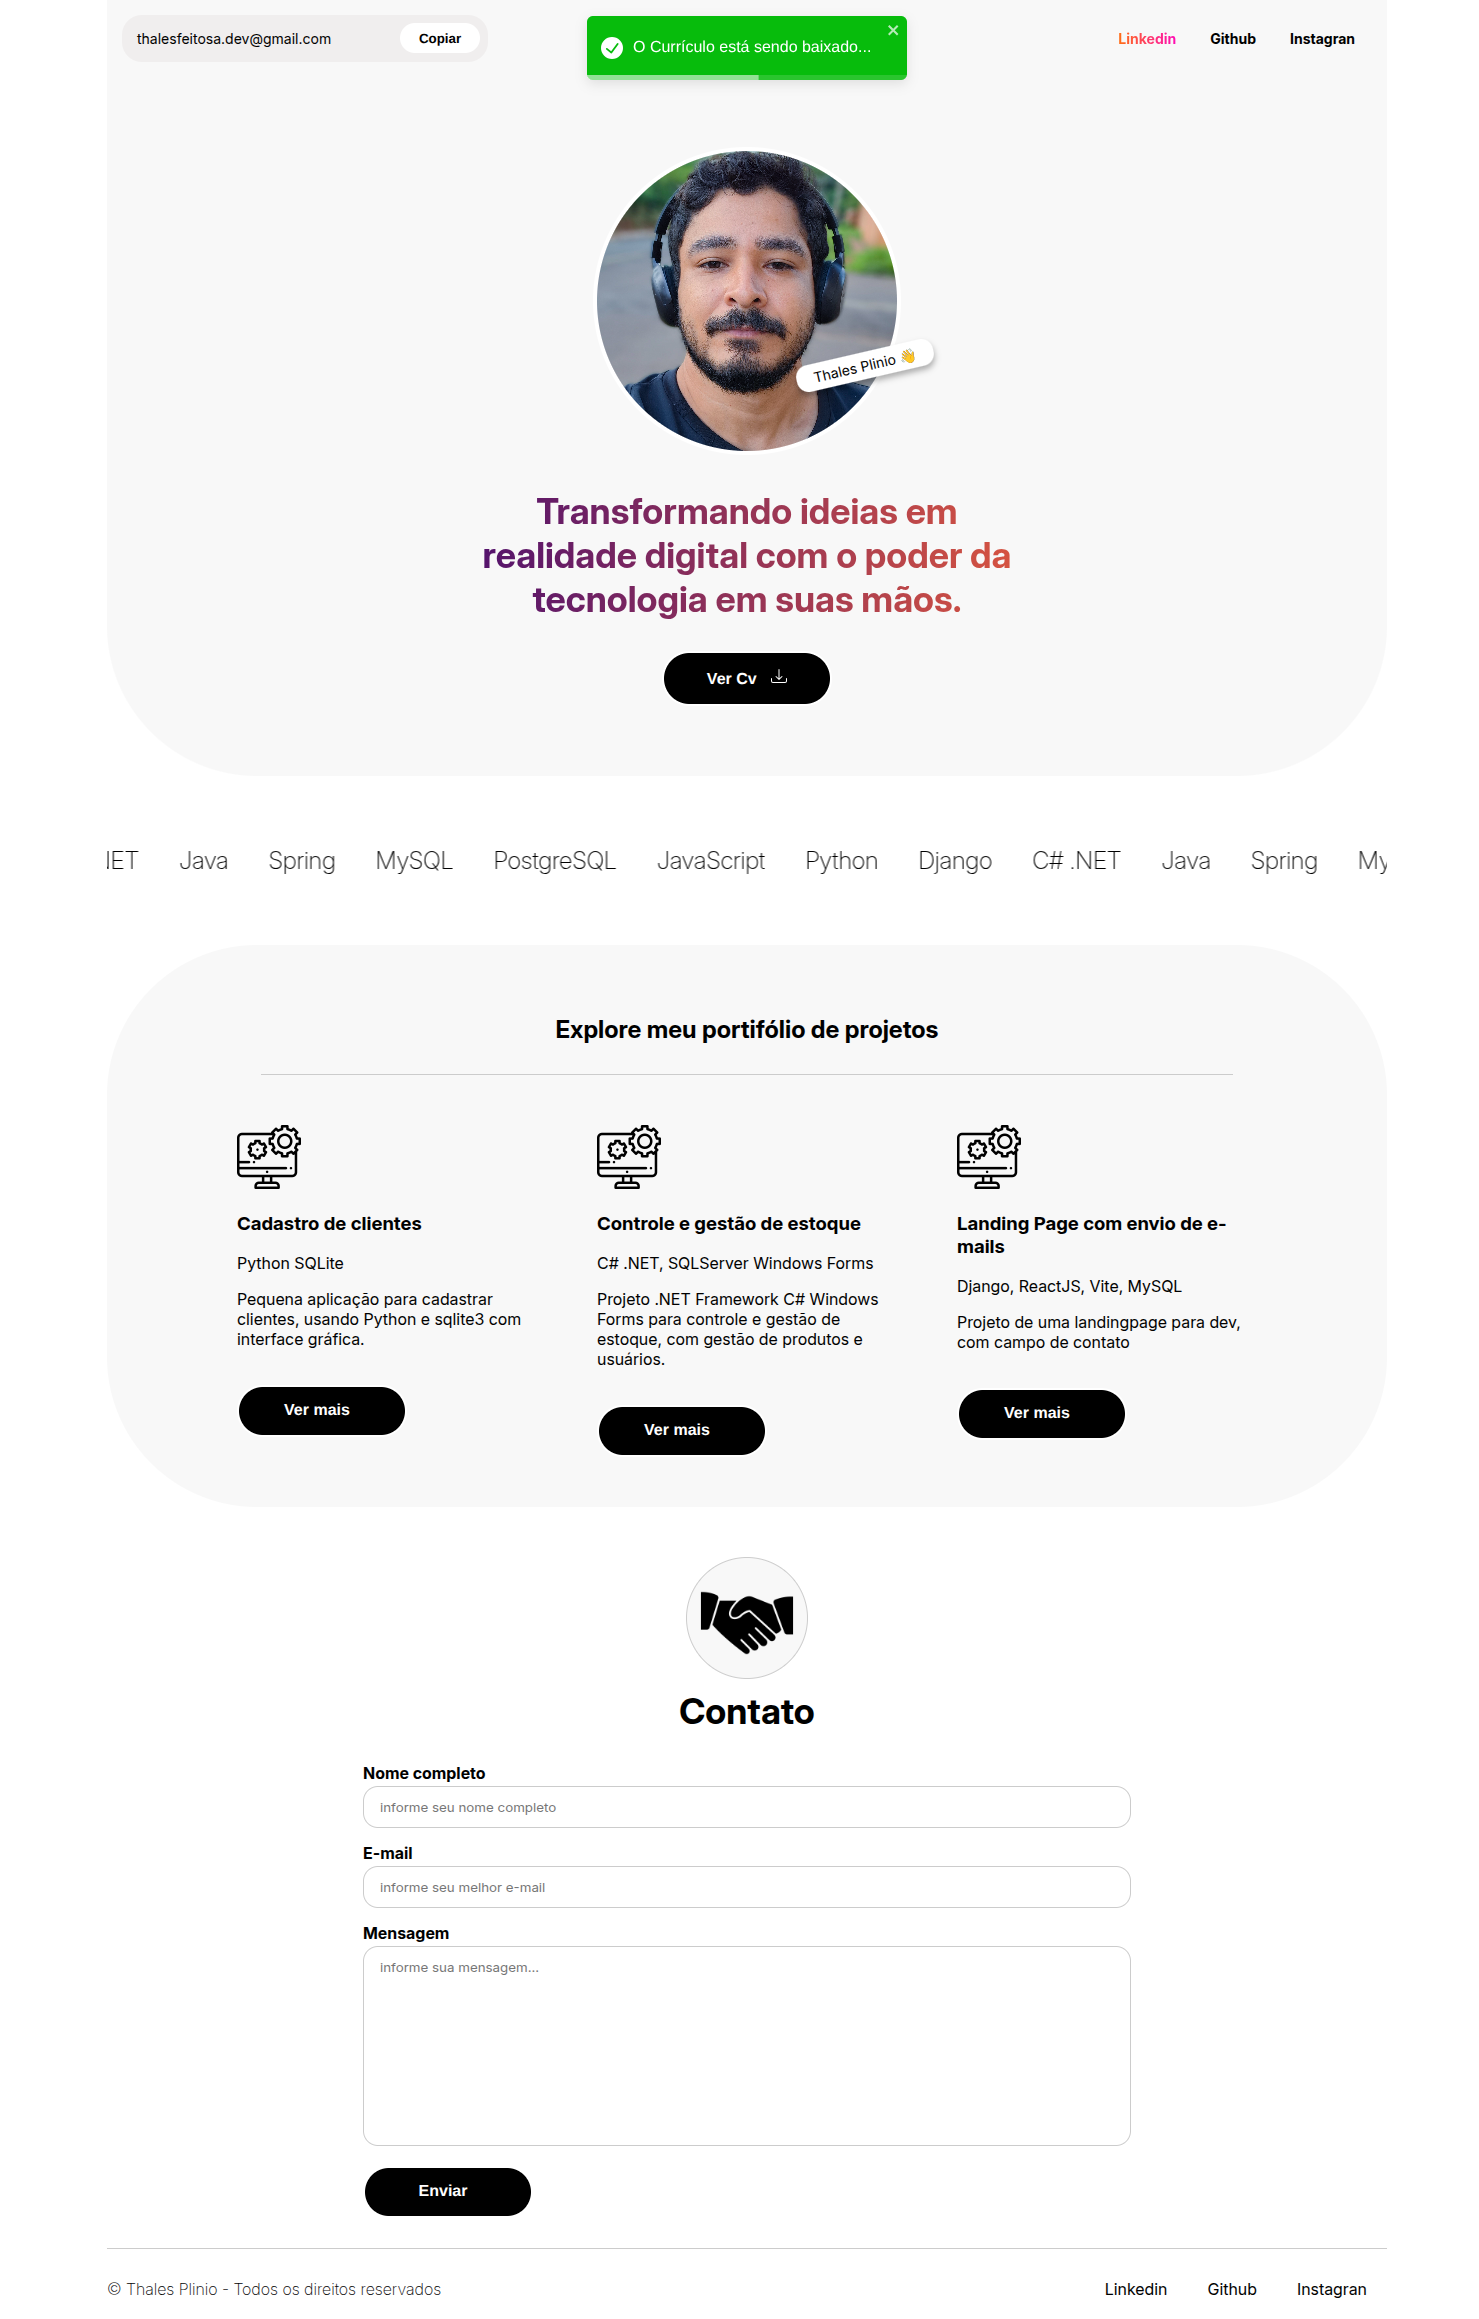 thalesfeitosa.dev@gmail.com
Copiar
O Currículo está sendo baixado...
Linkedin
Github
Instagran
Thales Plinio 👋
Transformando ideias em
realidade digital com o poder da
tecnologia em suas mãos.
Ver Cv
Java Spring MySQL PostgreSQL JavaScript Python Django C# .NET Java Spring
Explore meu portifólio de projetos
Cadastro de clientes
Python SQLite
Pequena aplicação para cadastrar
clientes, usando Python e sqlite3 com
interface gráfica.
Ver mais
Controle e gestão de estoque
C# .NET, SQLServer Windows Forms
Projeto .NET Framework C# Windows
Forms para controle e gestão de
estoque, com gestão de produtos e
usuários.
Ver mais
Landing Page com envio de e-
mails
Django, ReactJS, Vite, MySQL
Projeto de uma landingpage para dev,
com campo de contato
Ver mais
Contato
Nome completo
informe seu nome completo
E-mail
informe seu melhor e-mail
Mensagem
informe sua mensagem...
Enviar
© Thales Plinio - Todos os direitos reservados
Linkedin
Github
Instagran